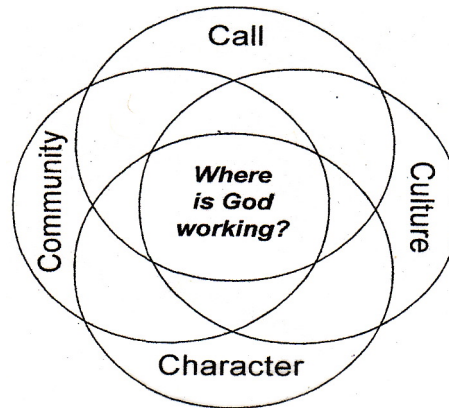 Call
Community
Where
is God
working?
Culture
Character